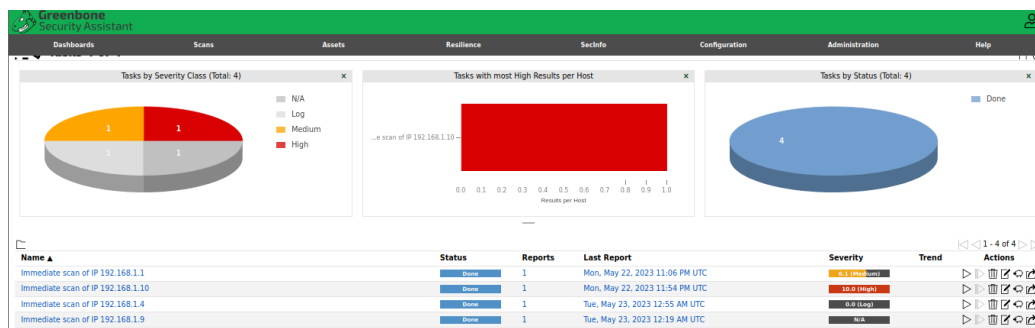 Greenbone
Security Assistant
Dashboards Scans Assets Resilience SecInfo Configuration Administration Help
Tasks by Severity Class (Total: 4) ×
N/A
Log
Medium
High
1 1
1 1
Tasks with most High Results per Host ×
...e scan of IP 192.168.1.10
0.0 0.1 0.2 0.3 0.4 0.5 0.6 0.7 0.8 0.9 1.0
Results per Host
Tasks by Status (Total: 4) ×
Done
4
1 - 4 of 4
Name ▲ Status Reports Last Report Severity Trend Actions
Immediate scan of IP 192.168.1.1 Done 1 Mon, May 22, 2023 11:06 PM UTC 6.1 (Medium)
Immediate scan of IP 192.168.1.10 Done 1 Mon, May 22, 2023 11:54 PM UTC 10.0 (High)
Immediate scan of IP 192.168.1.4 Done 1 Tue, May 23, 2023 12:55 AM UTC 0.0 (Log)
Immediate scan of IP 192.168.1.9 Done 1 Tue, May 23, 2023 12:19 AM UTC N/A